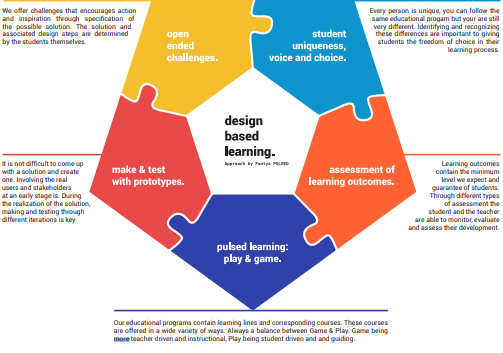 We offer challenges that encourages action
and inspiration through specification of
the possible solution. The solution and
associated design steps are determined
by the students themselves.
Every person is unique, you can follow the
same educational progam but your are still
very different. Identifying and recognizing
these differences are important to giving
students the freedom of choice in their
learning process.
open
ended
challenges.
student
uniqueness,
voice and choice.
design
based
learning.
Approach by Fontys PULSED
make & test
with prototypes.
assessment of
learning outcomes.
It is not difficult to come up
with a solution and create
one. Involving the real
users and stakeholders
at an early stage is. During
the realization of the solution,
making and testing through
different iterations is key.
Learning outcomes
contain the minimum
level we expect and
guarantee of students.
Through different types
of assessment the
student and the teacher
are able to monitor, evaluate
and assess their development.
pulsed learning:
play & game.
Our educational programs contain learning lines and corresponding courses. These courses
are offered in a wide variety of ways. Always a balance between Game & Play. Game being
more teacher driven and instructional, Play being student driven and and guiding.